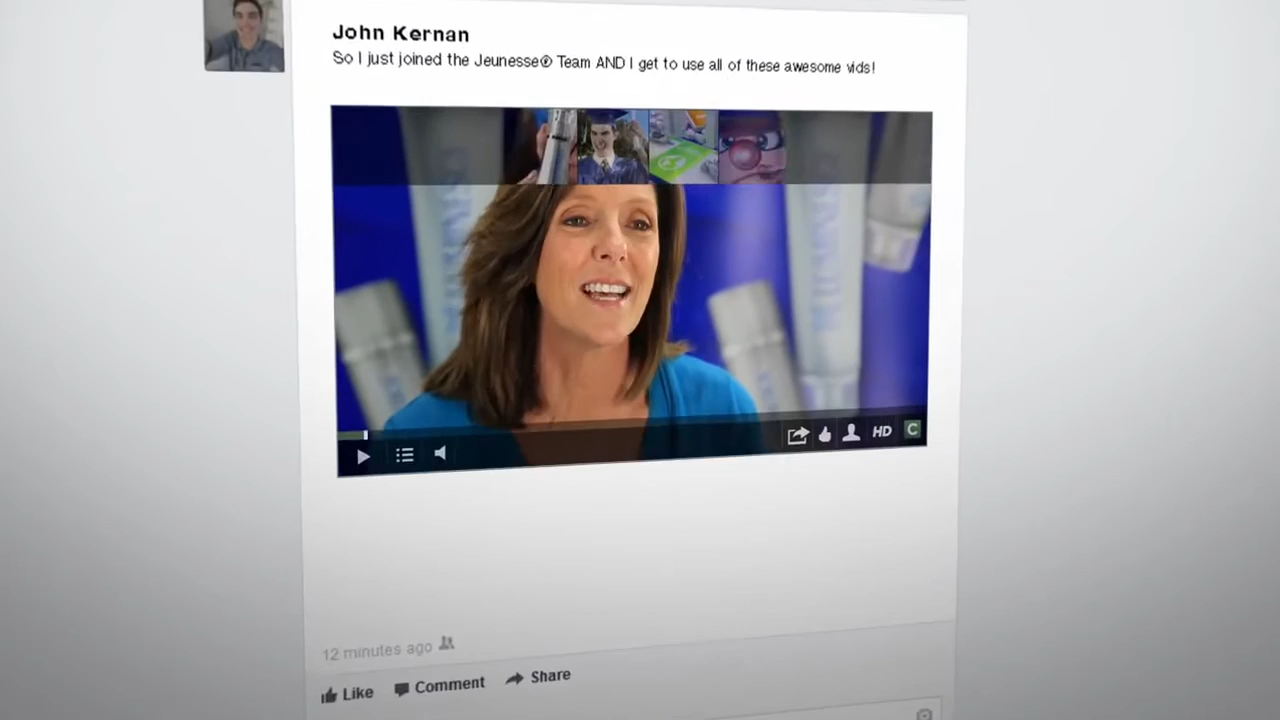 John Kernan
So I just joined the Jeunesse® Team AND I get to use all of these awesome vids!
HD
C
12 minutes ago
Like
Comment
Share